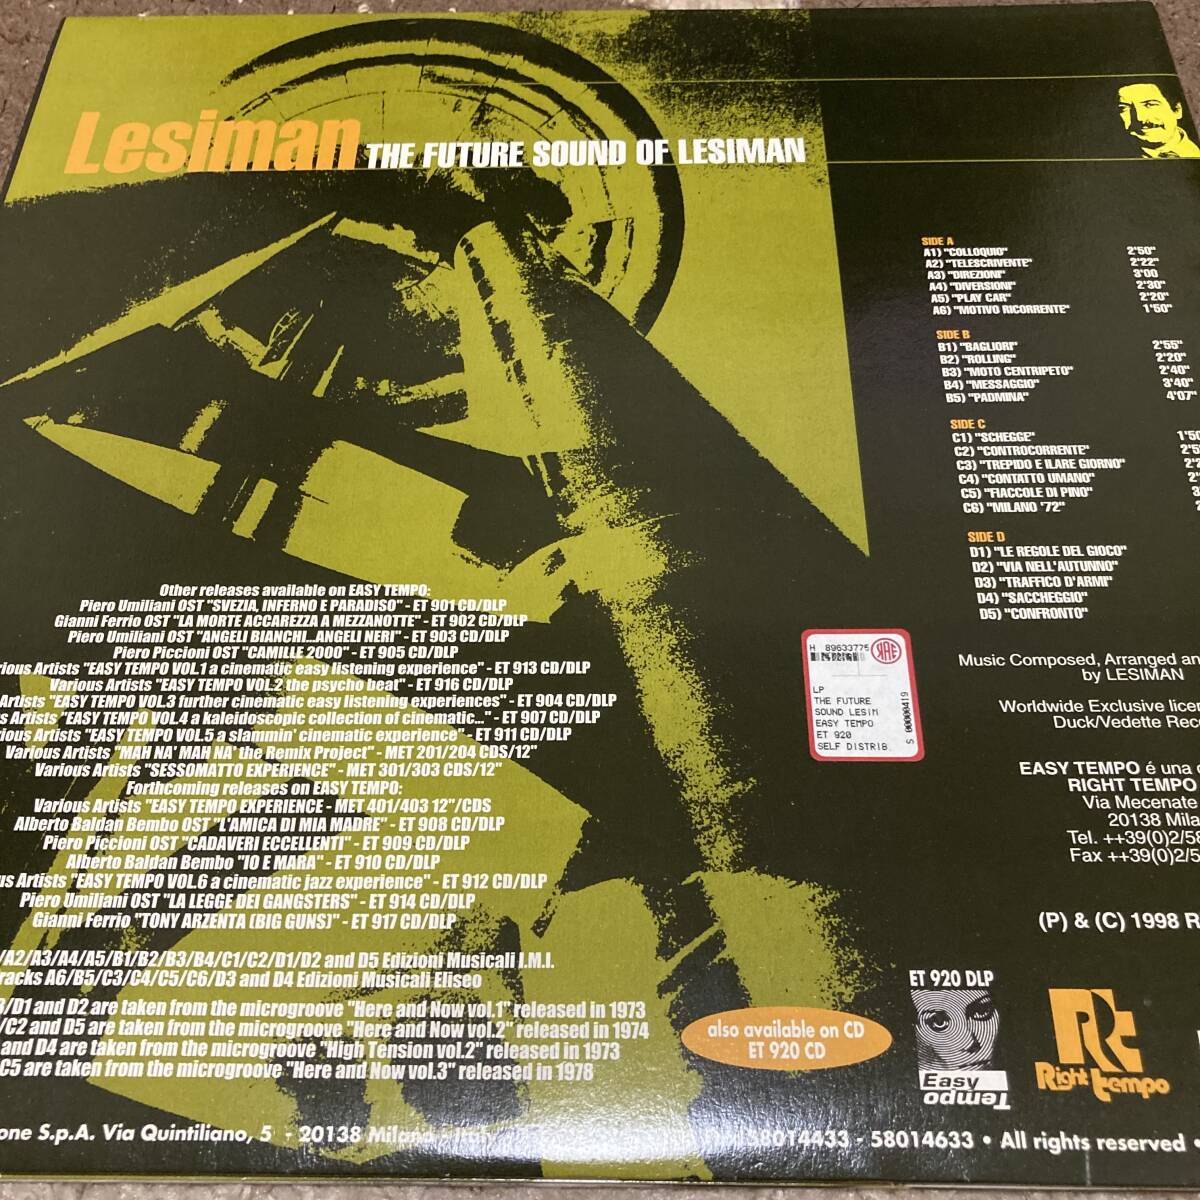 Lesiman THE FUTURE SOUND OF LESIMAN
SIDE A
A1) "COLLOQUIO" 2'50"
A2) "TELESCRIVENTE" 2'22"
A3) "DIREZIONI" 3'00
A4) "DIVERSIONI" 2'30"
A5) "PLAY CAR" 2'20"
A6) "MOTIVO RICORRENTE" 1'50"
SIDE B
B1) "BAGLIORI" 2'55"
B2) "ROLLING" 2'20"
B3) "MOTO CENTRIPETO" 2'40"
B4) "MESSAGGIO" 3'40"
B5) "PADMINA" 4'07"
SIDE C
C1) "SCHEGGE" 1'50
C2) "CONTROCORRENTE" 2'5
C3) "TREPIDO E ILARE GIORNO" 2'2
C4) "CONTATTO UMANO" 2'
C5) "FIACCOLE DI PINO" 3
C6) "MILANO '72" 2
SIDE D
D1) "LE REGOLE DEL GIOCO"
D2) "VIA NELL'AUTUNNO"
D3) "TRAFFICO D'ARMI"
D4) "SACCHEGGIO"
D5) "CONFRONTO"
Other releases available on EASY TEMPO:
Piero Umiliani OST "SVEZIA, INFERNO E PARADISO" - ET 901 CD/DLP
Gianni Ferrio OST "LA MORTE ACCAREZZA A MEZZANOTTE" - ET 902 CD/DLP
Piero Umiliani OST "ANGELI BIANCHI...ANGELI NERI" - ET 903 CD/DLP
Piero Piccioni OST "CAMILLE 2000" - ET 905 CD/DLP
rious Artists "EASY TEMPO VOL.1 a cinematic easy listening experience" - ET 913 CD/DLP
Various Artists "EASY TEMPO VOL.2 the psycho beat" - ET 916 CD/DLP
Artists "EASY TEMPO VOL.3 further cinematic easy listening experiences" - ET 904 CD/DLP
s Artists "EASY TEMPO VOL.4 a kaleidoscopic collection of cinematic..." - ET 907 CD/DLP
ious Artists "EASY TEMPO VOL.5 a slammin' cinematic experience" - ET 911 CD/DLP
Various Artists "MAH NA' MAH NA' the Remix Project" - MET 201/204 CDS/12"
Various Artists "SESSOMATTO EXPERIENCE" - MET 301/303 CDS/12"
Forthcoming releases on EASY TEMPO:
Various Artists "EASY TEMPO EXPERIENCE - MET 401/403 12"/CDS
Alberto Baldan Bembo OST "L'AMICA DI MIA MADRE" - ET 908 CD/DLP
Piero Piccioni OST "CADAVERI ECCELLENTI" - ET 909 CD/DLP
Alberto Baldan Bembo "IO E MARA" - ET 910 CD/DLP
us Artists "EASY TEMPO VOL.6 a cinematic jazz experience" - ET 912 CD/DLP
Piero Umiliani OST "LA LEGGE DEI GANGSTERS" - ET 914 CD/DLP
Gianni Ferrio "TONY ARZENTA (BIG GUNS)" - ET 917 CD/DLP
/A2/A3/A4/A5/B1/B2/B3/B4/C1/C2/D1/D2 and D5 Edizioni Musicali I.M.I.
racks A6/B5/C3/C4/C5/C6/D3 and D4 Edizioni Musicali Eliseo
/D1 and D2 are taken from the microgroove "Here and Now vol.1" released in 1973
/C2 and D5 are taken from the microgroove "Here and Now vol.2" released in 1974
and D4 are taken from the microgroove "High Tension vol.2" released in 1973
C5 are taken from the microgroove "Here and Now vol.3" released in 1978
H 89633775
LP
THE FUTURE
SOUND LESIM
EASY TEMPO
ET 920
SELF DISTRIB.
S 00000419
Music Composed, Arranged an
by LESIMAN
Worldwide Exclusive licen
Duck/Vedette Rec
EASY TEMPO é una
RIGHT TEMPO
Via Mecenate
20138 Mila
Tel. ++39(0)2/58
Fax ++39(0)2/5
(P) & (C) 1998 R
also available on CD
ET 920 CD
ET 920 DLP
Easy
Tempo
Right tempo
one S.p.A. Via Quintiliano, 5 - 20138 Milano - Italy 58014433 - 58014633 • All rights reserved •